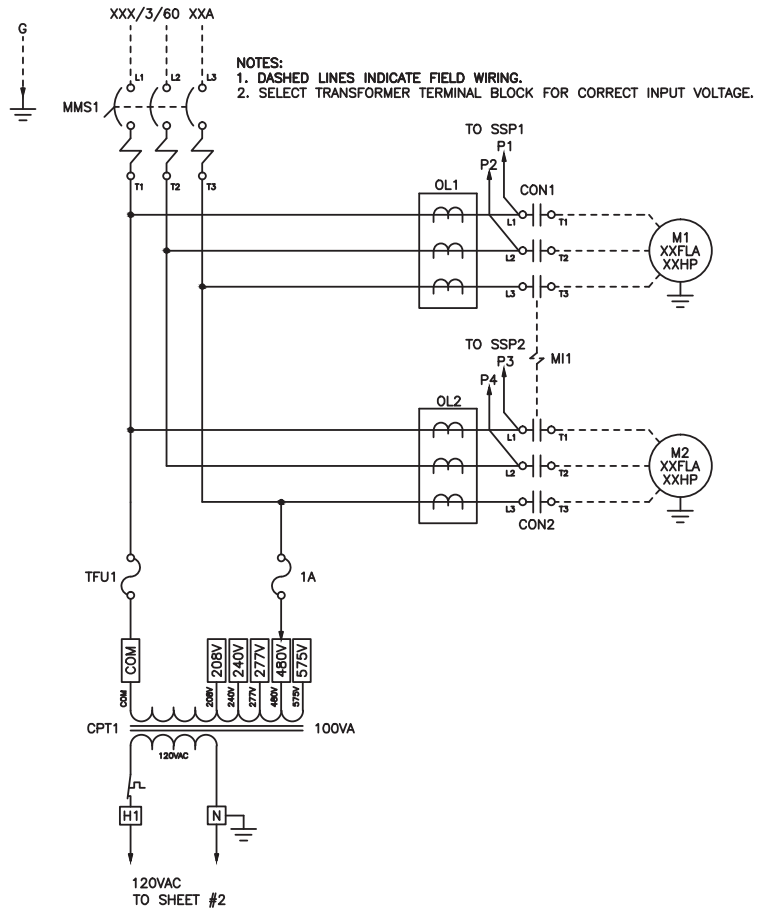 XXX/3/60 XXA
G
L1 L2 L3
NOTES:
1. DASHED LINES INDICATE FIELD WIRING.
2. SELECT TRANSFORMER TERMINAL BLOCK FOR CORRECT INPUT VOLTAGE.
MMS1
T1 T2 T3
TO SSP1
P1
P2
OL1
CON1
L1 T1
L2 T2
L3 T3
M1
XXFLA
XXHP
TO SSP2
P3
MI1
P4
OL2
L1 T1
L2 T2
L3 T3
CON2
M2
XXFLA
XXHP
TFU1
1A
COM 208V 240V 277V 480V 575V
COM 208V 240V 277V 480V 575V
CPT1
100VA
120VAC
H1 N
120VAC
TO SHEET #2